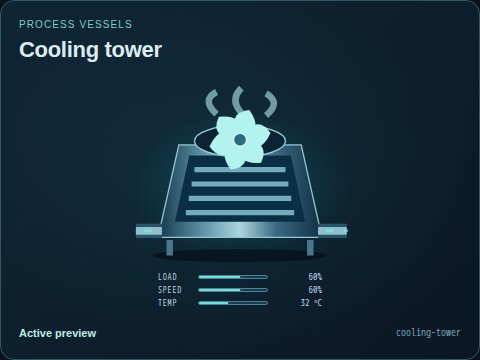 PROCESS VESSELS
Cooling tower
LOAD 60%
SPEED 60%
TEMP 32 °C
Active preview
cooling-tower